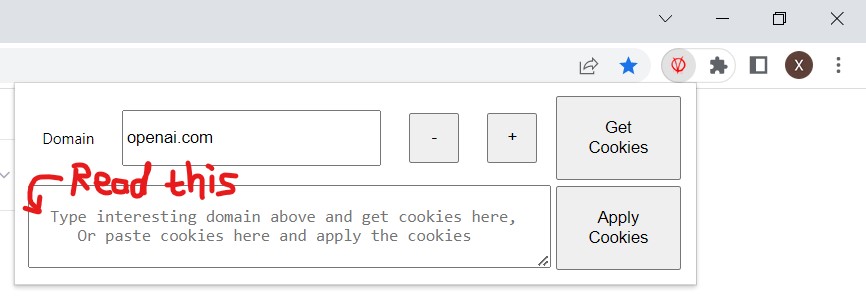 X
Domain
openai.com
-
+
Get
Cookies
Read this
Type interesting domain above and get cookies here,
Or paste cookies here and apply the cookies
Apply
Cookies